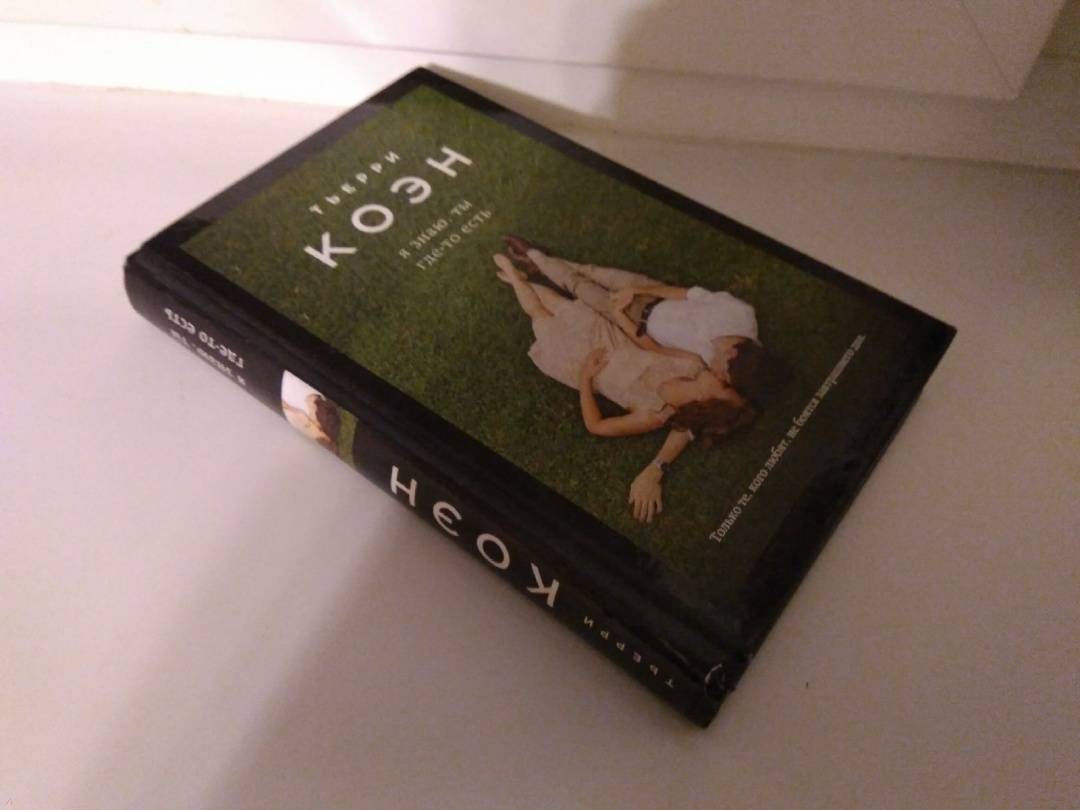 Тьерри
КОЭН
я знаю, ты
где-то есть
Только те, кого любят, не боятся завтрашнего дня.
Тьерри
КОЭН
я знаю, ты
где-то есть